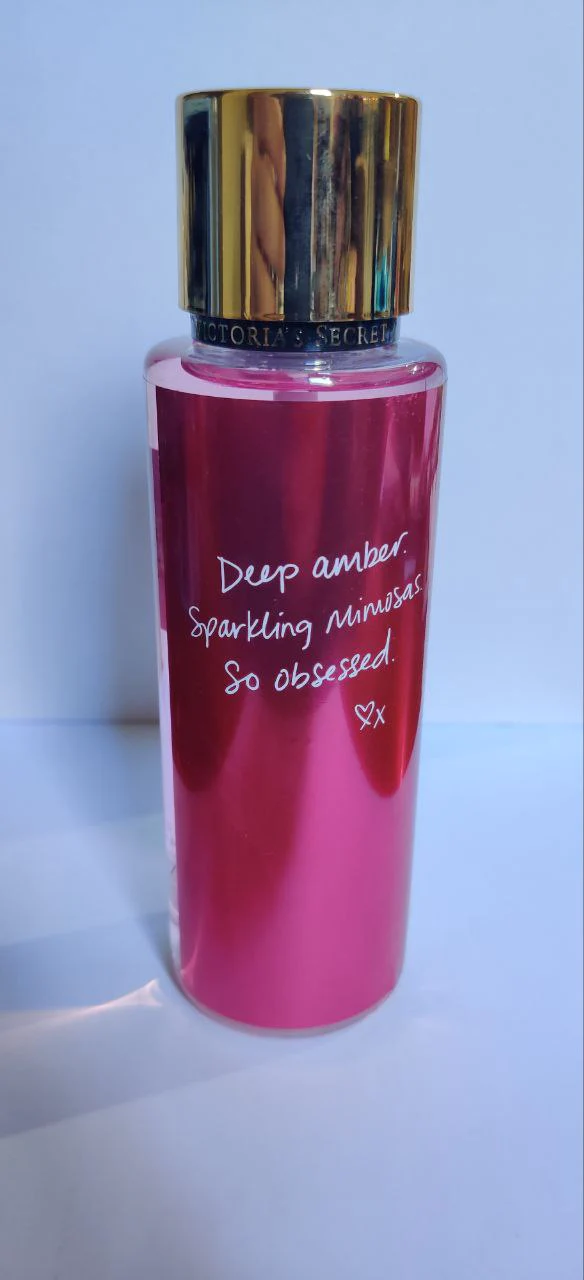 VICTORIA'S SECRET
Deep amber.
Sparkling Mimosas.
So obsessed.
♡x